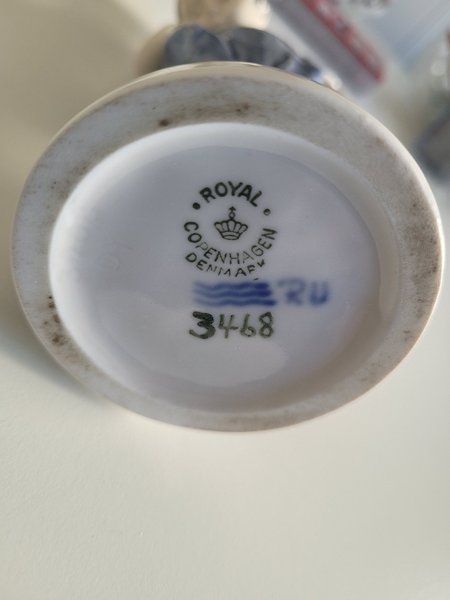 ROYAL
COPENHAGEN
DENMARK
RU
3468